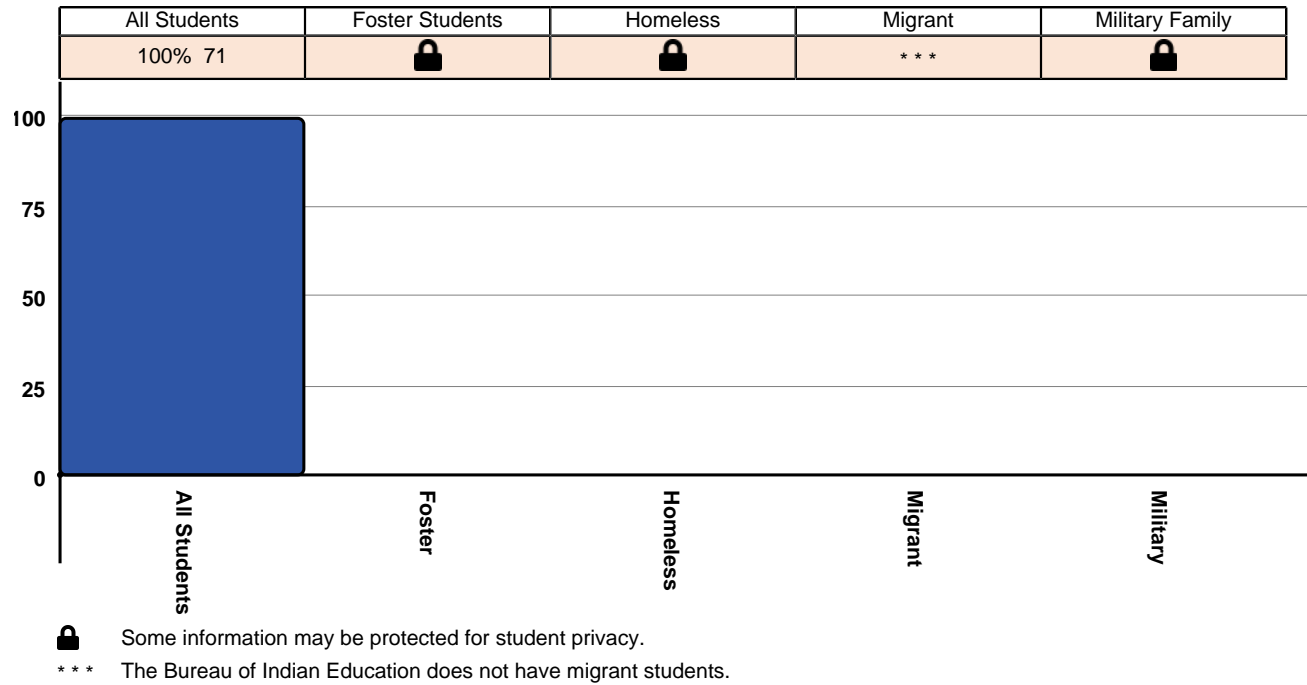 All Students Foster Students Homeless Migrant Military Family
100% 71 * * *
100
75
50
25
0
All Students
Foster
Homeless
Migrant
Military
Some information may be protected for student privacy.
* * * The Bureau of Indian Education does not have migrant students.